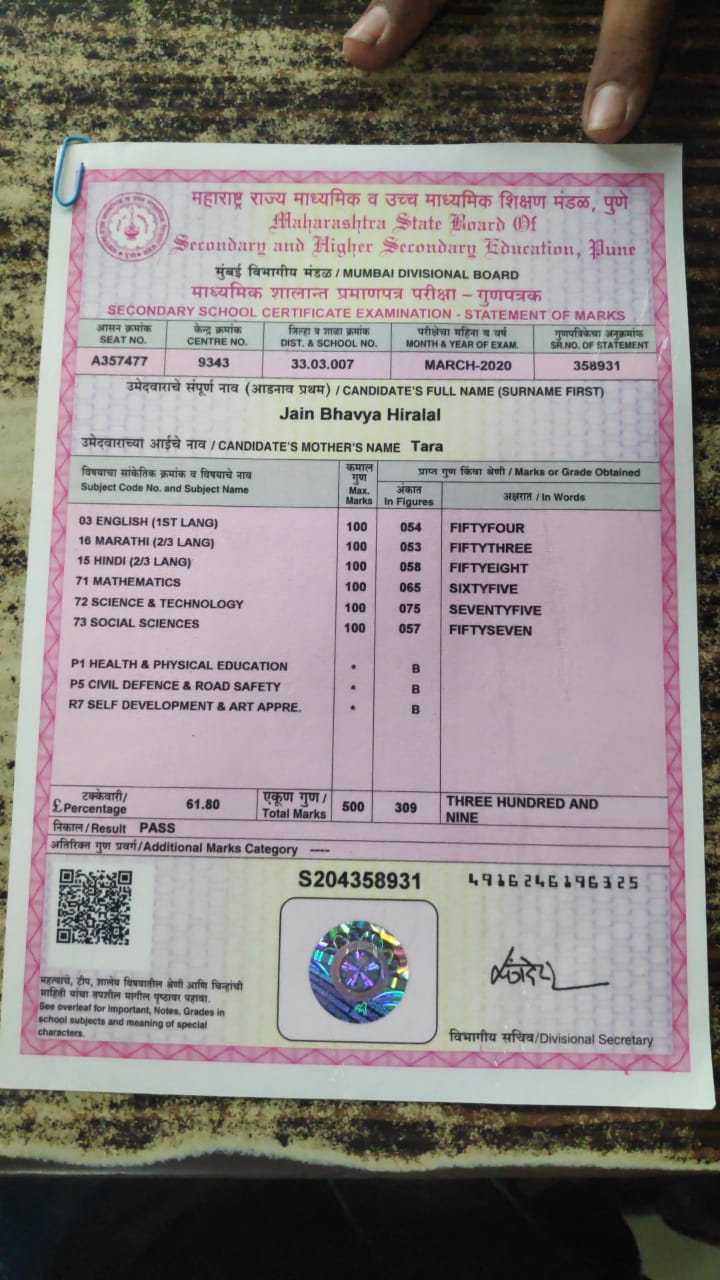 महाराष्ट्र राज्य माध्यमिक व उच्च माध्यमिक शिक्षण मंडळ, पुणे
Maharashtra State Board Of
Secondary and Higher Secondary Education, Pune
मुंबई विभागीय मंडळ / MUMBAI DIVISIONAL BOARD
माध्यमिक शालान्त प्रमाणपत्र परीक्षा – गुणपत्रक
SECONDARY SCHOOL CERTIFICATE EXAMINATION - STATEMENT OF MARKS
आसन क्रमांक केन्द्र क्रमांक जिल्हा व शाळा क्रमांक परीक्षेचा महिना व वर्ष गुणपत्रिकेचा अनुक्रमांक
SEAT NO. CENTRE NO. DIST. & SCHOOL NO. MONTH & YEAR OF EXAM. SR.NO. OF STATEMENT
A357477 9343 33.03.007 MARCH-2020 358931
उमेदवाराचे संपूर्ण नाव (आडनाव प्रथम) / CANDIDATE'S FULL NAME (SURNAME FIRST)
Jain Bhavya Hiralal
उमेदवाराच्या आईचे नाव / CANDIDATE'S MOTHER'S NAME Tara
विषयाचा सांकेतिक क्रमांक व विषयाचे नाव
Subject Code No. and Subject Name
कमाल
गुण
Max.
Marks
प्राप्त गुण किंवा श्रेणी / Marks or Grade Obtained
अंकात
In Figures
अक्षरात / In Words
03 ENGLISH (1ST LANG) 100 054 FIFTYFOUR
16 MARATHI (2/3 LANG) 100 053 FIFTYTHREE
15 HINDI (2/3 LANG) 100 058 FIFTYEIGHT
71 MATHEMATICS 100 065 SIXTYFIVE
72 SCIENCE & TECHNOLOGY 100 075 SEVENTYFIVE
73 SOCIAL SCIENCES 100 057 FIFTYSEVEN
P1 HEALTH & PHYSICAL EDUCATION * B
P5 CIVIL DEFENCE & ROAD SAFETY * B
R7 SELF DEVELOPMENT & ART APPRE. * B
टक्केवारी/
£ Percentage 61.80
एकूण गुण /
Total Marks 500 309 THREE HUNDRED AND
NINE
निकाल/Result PASS
अतिरिक्त गुण प्रवर्ग/Additional Marks Category ----
S204358931 4916246196325
महत्वाचे, टीप, शालेय विषयातील श्रेणी आणि चिन्हांची
माहिती यांचा तपशील मागील पृष्ठावर पहावा.
See overleaf for Important, Notes, Grades in
school subjects and meaning of special
characters.
विभागीय सचिव/Divisional Secretary